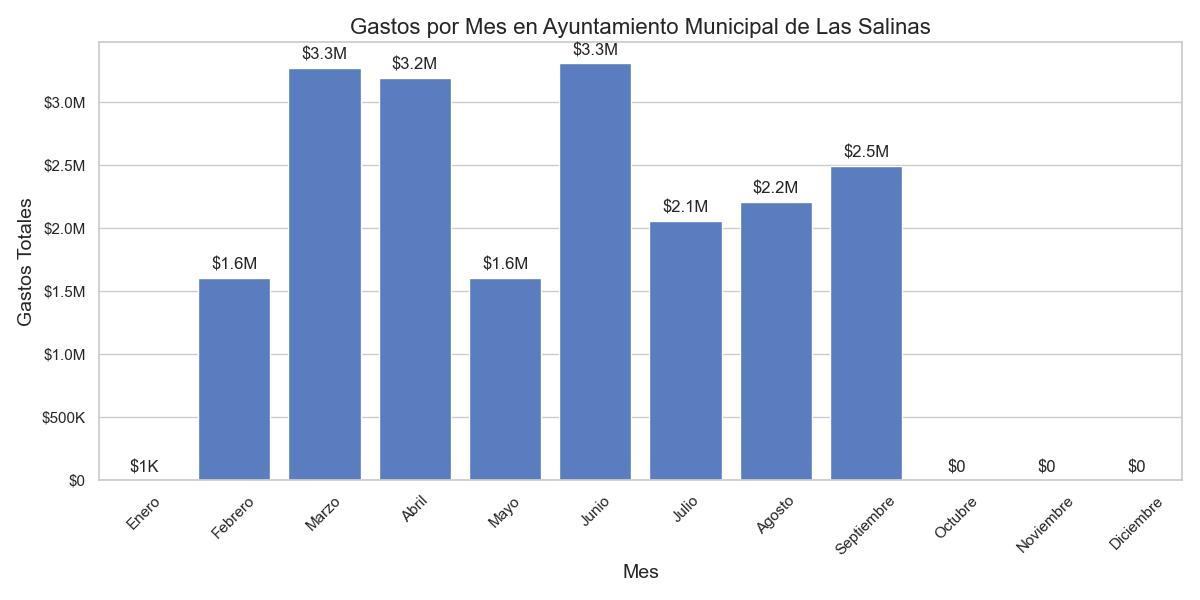 Gastos por Mes en Ayuntamiento Municipal de Las Salinas
Gastos Totales
$3.0M
$2.5M
$2.0M
$1.5M
$1.0M
$500K
$0
$1K
$1.6M
$3.3M
$3.2M
$1.6M
$3.3M
$2.1M
$2.2M
$2.5M
$0
$0
$0
Enero
Febrero
Marzo
Abril
Mayo
Junio
Julio
Agosto
Septiembre
Octubre
Noviembre
Diciembre
Mes